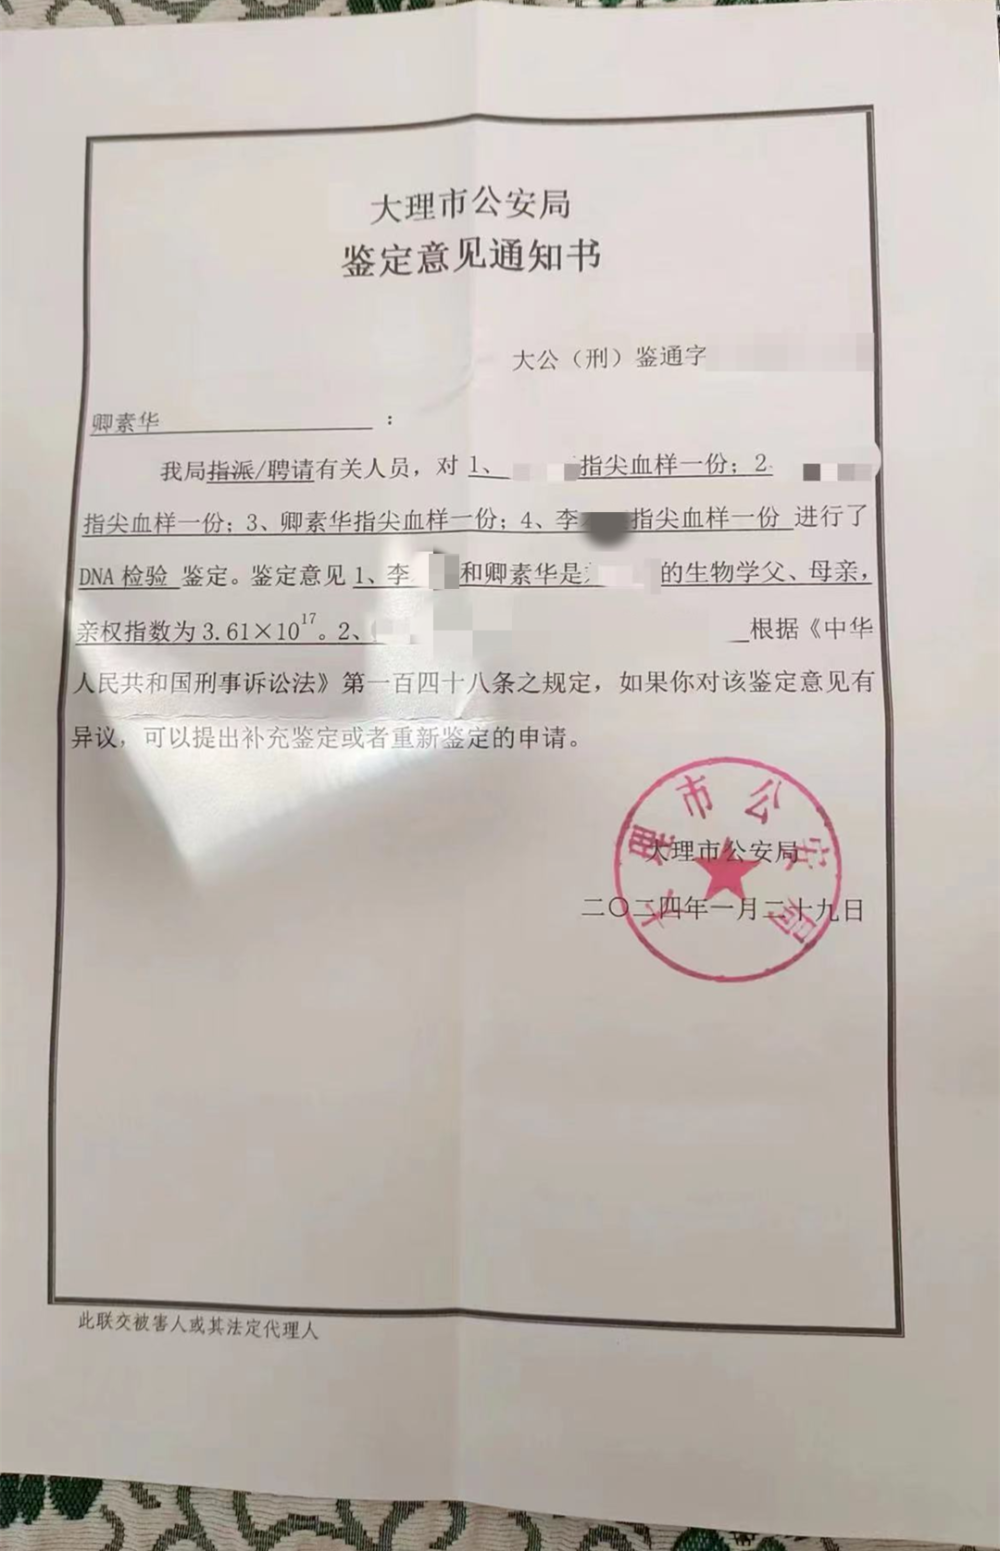 大理市公安局
鉴定意见通知书
大公（刑）鉴通字
卿素华：
我局指派/聘请有关人员，对 1、指尖血样一份；2
指尖血样一份；3、卿素华指尖血样一份；4、李指尖血样一份 进行了
DNA 检验 鉴定。鉴定意见 1、李和卿素华是的生物学父、母亲，
亲权指数为 3.61×10¹⁷。2、根据《中华
人民共和国刑事诉讼法》第一百四十八条之规定，如果你对该鉴定意见有
异议，可以提出补充鉴定或者重新鉴定的申请。
大理市公安局
大理市公安局
二〇二四年一月二十九日
此联交被害人或其法定代理人